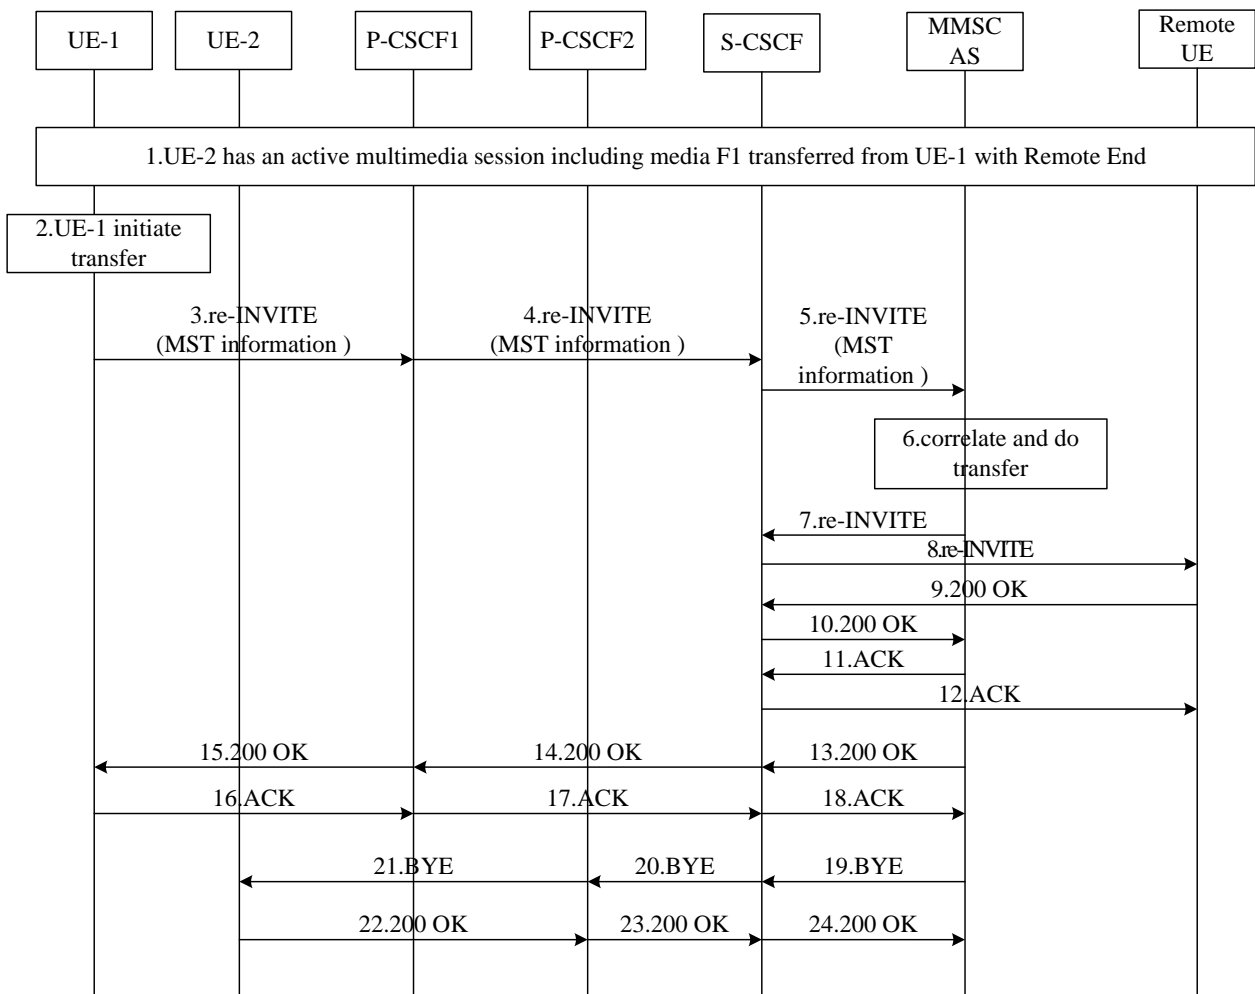 UE-1
UE-2
P-CSCF1
P-CSCF2
S-CSCF
MMSC
AS
Remote
UE
1.UE-2 has an active multimedia session including media F1 transferred from UE-1 with Remote End
2.UE-1 initiate
transfer
3.re-INVITE
(MST information )
4.re-INVITE
(MST information )
5.re-INVITE
(MST
information )
6.correlate and do
transfer
7.re-INVITE
8.re-INVITE
9.200 OK
10.200 OK
11.ACK
12.ACK
15.200 OK
14.200 OK
13.200 OK
16.ACK
17.ACK
18.ACK
21.BYE
20.BYE
19.BYE
22.200 OK
23.200 OK
24.200 OK